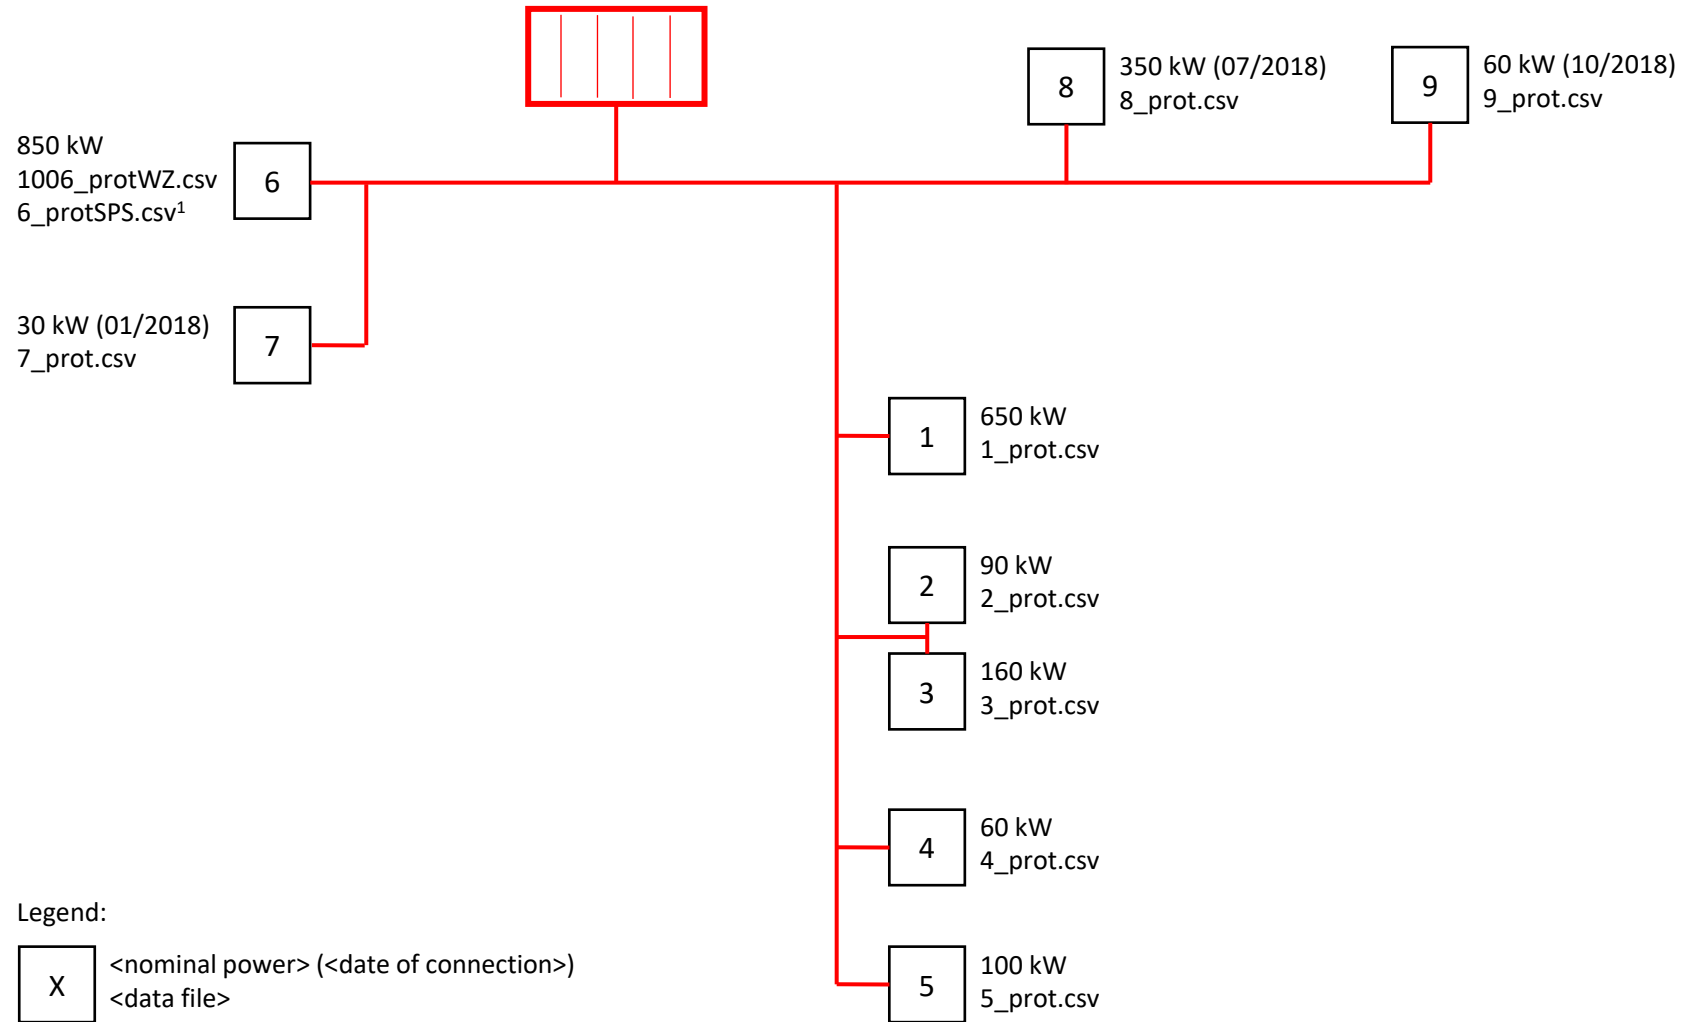 8
350 kW (07/2018)
8_prot.csv
9
60 kW (10/2018)
9_prot.csv
850 kW
1006_protWZ.csv
6_protSPS.csv¹
6
30 kW (01/2018)
7_prot.csv
7
1
650 kW
1_prot.csv
2
90 kW
2_prot.csv
3
160 kW
3_prot.csv
4
60 kW
4_prot.csv
5
100 kW
5_prot.csv
Legend:
X
<nominal power> (<date of connection>)
<data file>